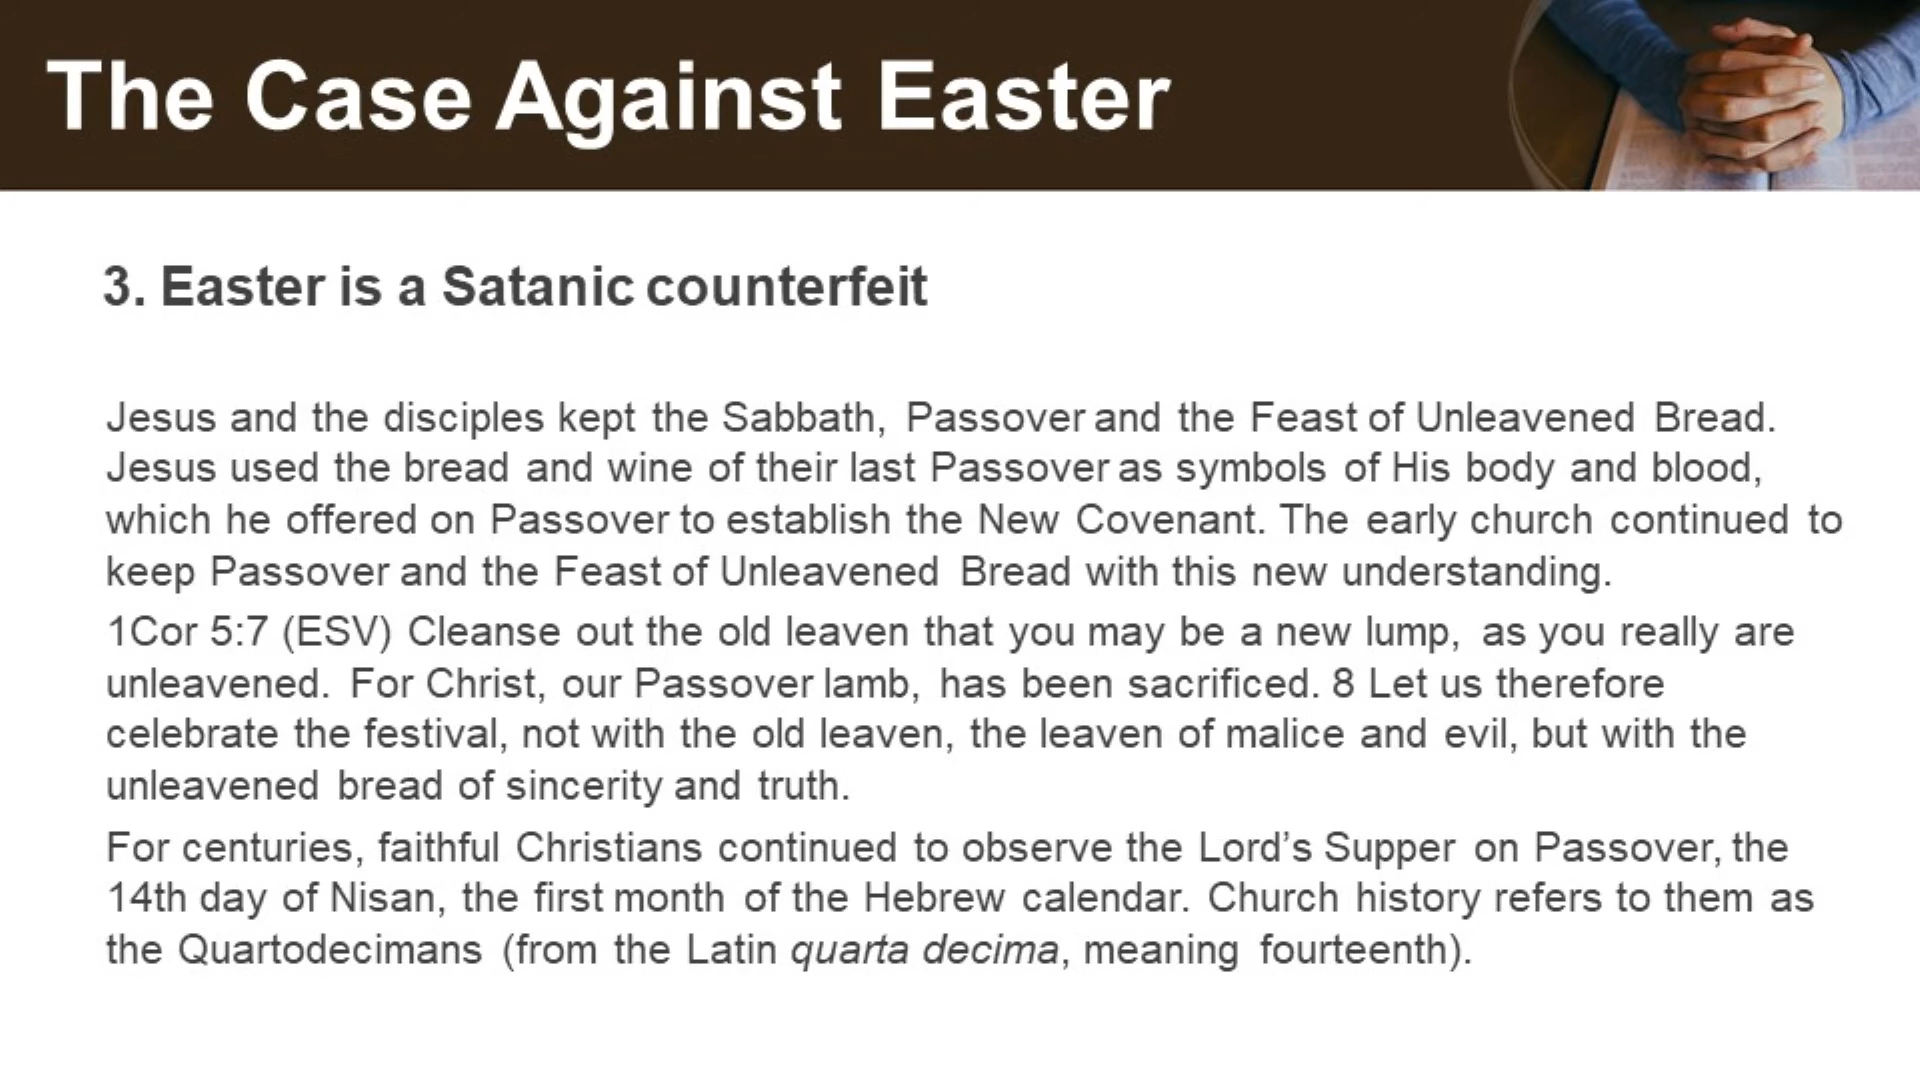 The Case Against Easter
3. Easter is a Satanic counterfeit
Jesus and the disciples kept the Sabbath, Passover and the Feast of Unleavened Bread.
Jesus used the bread and wine of their last Passover as symbols of His body and blood,
which he offered on Passover to establish the New Covenant. The early church continued to
keep Passover and the Feast of Unleavened Bread with this new understanding.
1Cor 5:7 (ESV) Cleanse out the old leaven that you may be a new lump, as you really are
unleavened. For Christ, our Passover lamb, has been sacrificed. 8 Let us therefore
celebrate the festival, not with the old leaven, the leaven of malice and evil, but with the
unleavened bread of sincerity and truth.
For centuries, faithful Christians continued to observe the Lord’s Supper on Passover, the
14th day of Nisan, the first month of the Hebrew calendar. Church history refers to them as
the Quartodecimans (from the Latin quarta decima, meaning fourteenth).